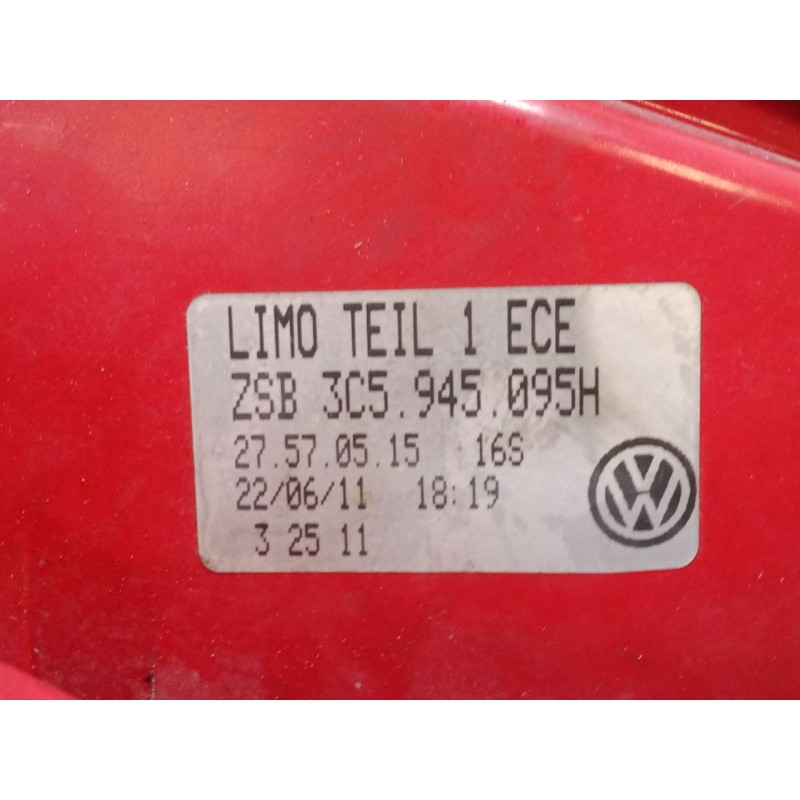 LIMO TEIL 1 ECE
ZSB 3C5.945.095H
27.57.05.15 16S
22/06/11 18:19
3 25 11
VW